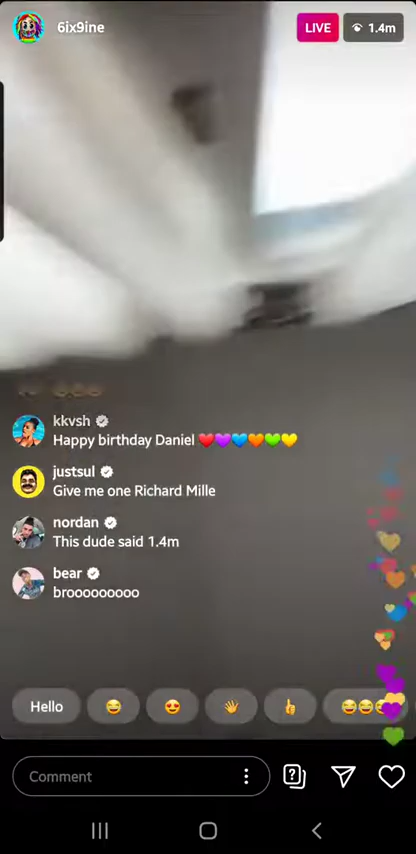 6ix9ine
LIVE
1.4m
kkvsh
Happy birthday Daniel ❤️💜💙🧡💚💛
justsul
Give me one Richard Mille
nordan
This dude said 1.4m
bear
brooooooooo
Hello
Comment